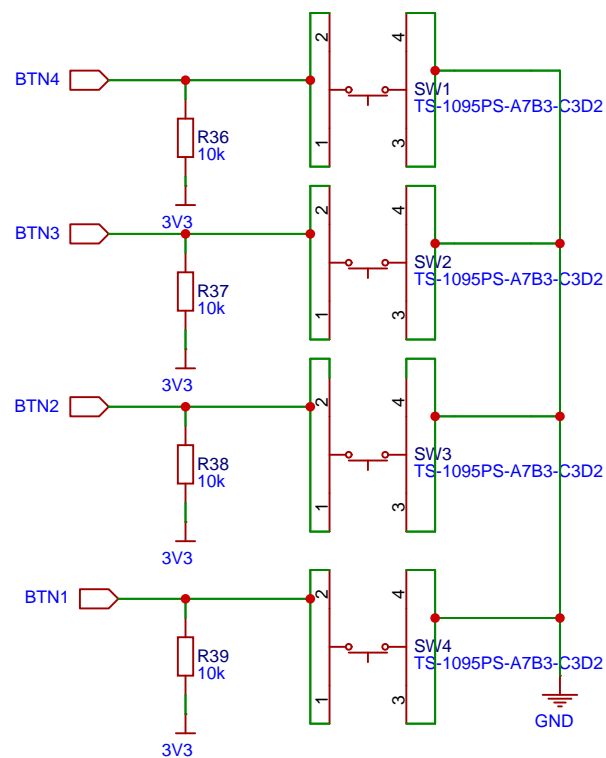 2
4
BTN4
SW1
TS-1095PS-A7B3-C3D2
R36
10k
1
3
3V3
2
4
BTN3
SW2
TS-1095PS-A7B3-C3D2
R37
10k
1
3
3V3
2
4
BTN2
SW3
TS-1095PS-A7B3-C3D2
R38
10k
1
3
3V3
2
4
BTN1
SW4
TS-1095PS-A7B3-C3D2
R39
10k
1
3
GND
3V3